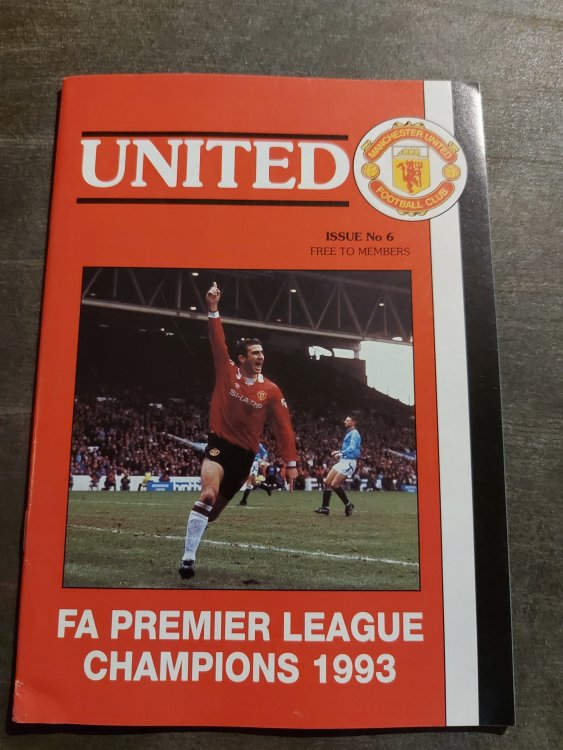 UNITED
MANCHESTER UNITED
FOOTBALL CLUB
ISSUE No 6
FREE TO MEMBERS
SHARP
FA PREMIER LEAGUE
CHAMPIONS 1993